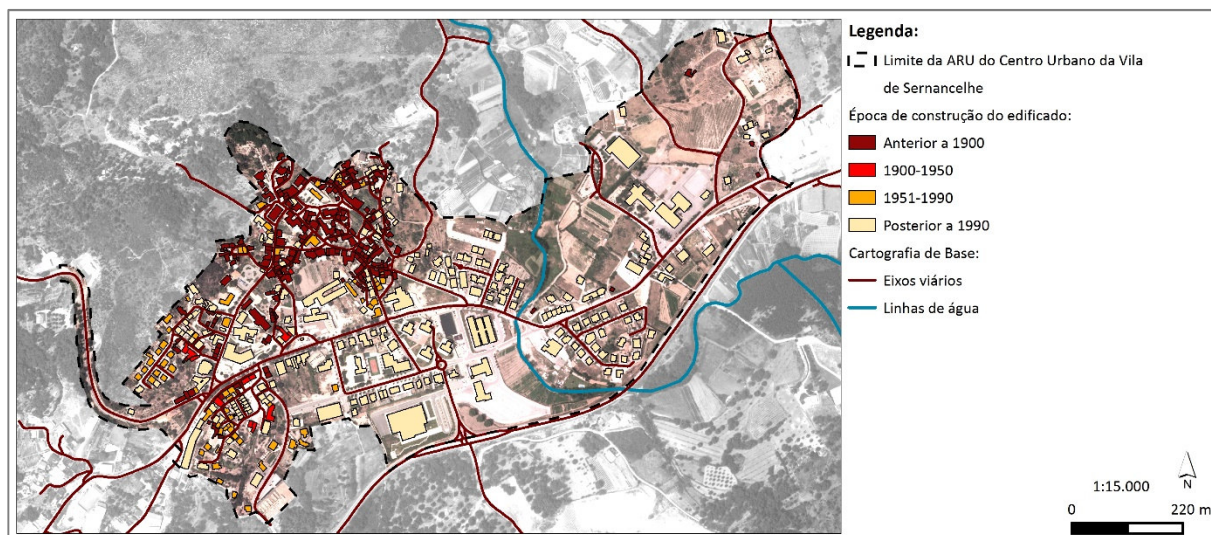 Legenda:
Limite da ARU do Centro Urbano da Vila
de Sernancelhe
Época de construção do edificado:
Anterior a 1900
1900-1950
1951-1990
Posterior a 1990
Cartografia de Base:
Eixos viários
Linhas de água
1:15.000
N
0 220 m